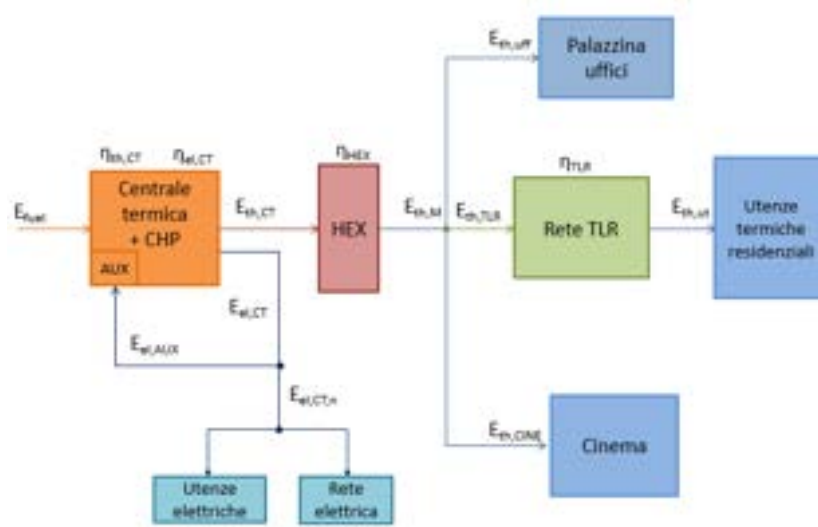 E_th,uff
Palazzina
uffici
η_th,CT
η_el,CT
η_HEX
η_TLR
Centrale
termica
+ CHP
AUX
E_fuel
E_th,CT
HEX
E_th,M
E_th,TLR
Rete TLR
E_th,ut
Utenze
termiche
residenziali
E_el,CT
E_el,AUX
E_el,CT,n
E_th,CINE
Cinema
Utenze
elettriche
Rete
elettrica